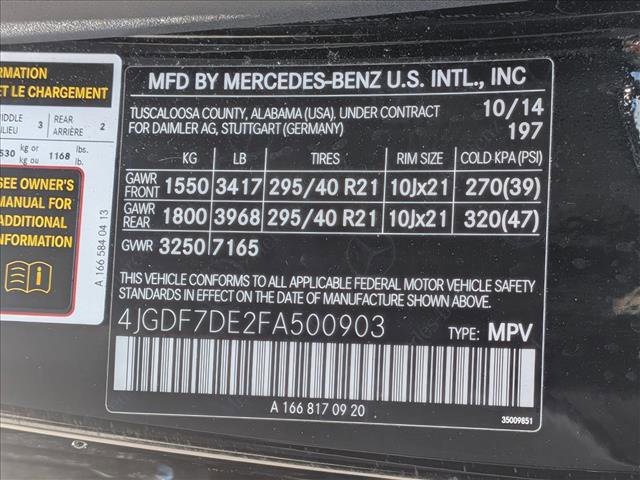 RMATION
ET LE CHARGEMENT
IDDLE
ILIEU 3
REAR
ARRIÈRE 2
530 kg or
kg ou 1168 lbs.
lb.
SEE OWNER'S
MANUAL FOR
ADDITIONAL
INFORMATION
A 166 584 04 13
MFD BY MERCEDES-BENZ U.S. INTL., INC
TUSCALOOSA COUNTY, ALABAMA (USA). UNDER CONTRACT 10/14
FOR DAIMLER AG, STUTTGART (GERMANY) 197
KG LB TIRES RIM SIZE COLD KPA (PSI)
GAWR
FRONT 1550 3417 295/40 R21 10Jx21 270(39)
GAWR
REAR 1800 3968 295/40 R21 10Jx21 320(47)
GVWR 3250 7165
THIS VEHICLE CONFORMS TO ALL APPLICABLE FEDERAL MOTOR VEHICLE SAFETY
STANDARDS IN EFFECT ON THE DATE OF MANUFACTURE SHOWN ABOVE.
4JGDF7DE2FA500903 TYPE: MPV
A 166 817 09 20
35009851